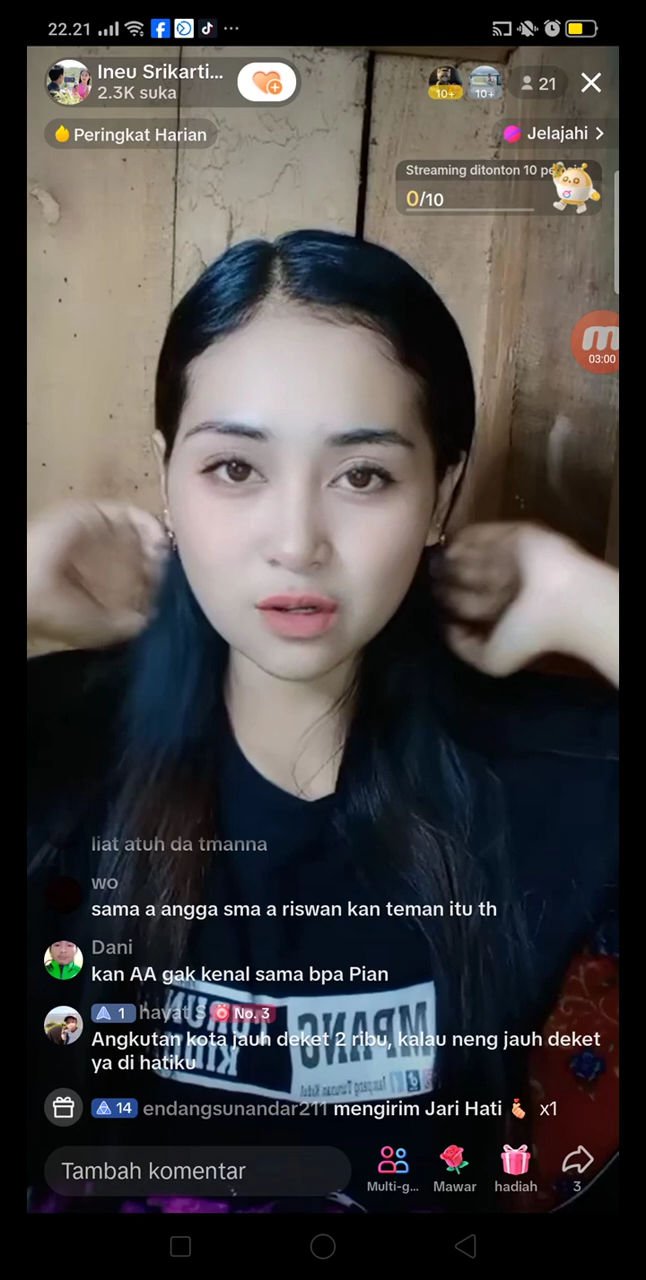 22.21
Ineu Srikarti...
2.3K suka
10+
10+
21
Peringkat Harian
Jelajahi
Streaming ditonton 10 pe
0/10
03:00
liat atuh da tmanna
wo
sama a angga sma a riswan kan teman itu th
Dani
kan AA gak kenal sama bpa Pian
1 hayat S No. 3
Angkutan kota jauh deket 2 ribu, kalau neng jauh deket
ya di hatiku
14 endangsunandar211 mengirim Jari Hati x1
Tambah komentar
Multi-g...
Mawar
hadiah
3